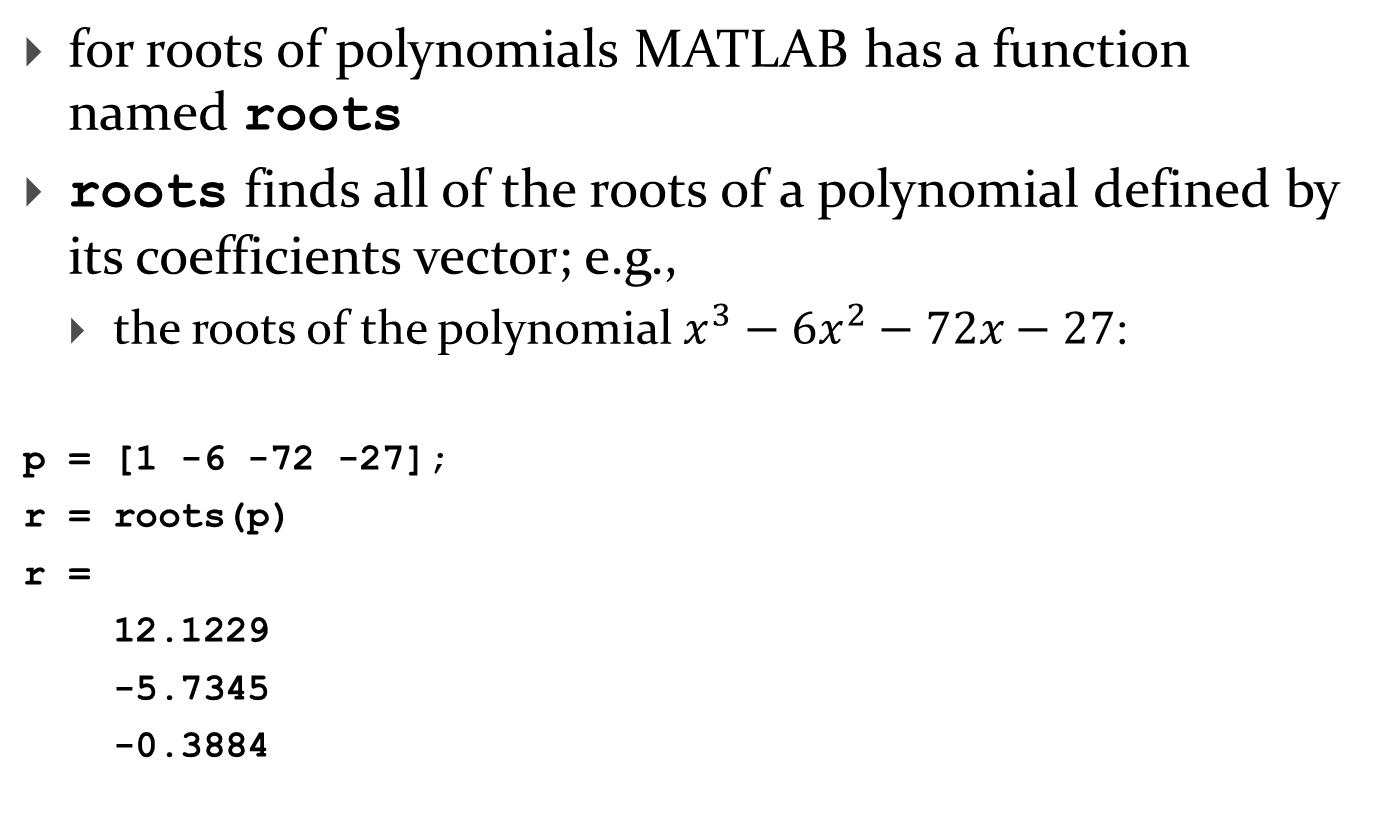 for roots of polynomials MATLAB has a function
named roots
roots finds all of the roots of a polynomial defined by
its coefficients vector; e.g.,
the roots of the polynomial x³ − 6x² − 72x − 27:
p = [1 -6 -72 -27];
r = roots(p)
r =
12.1229
-5.7345
-0.3884